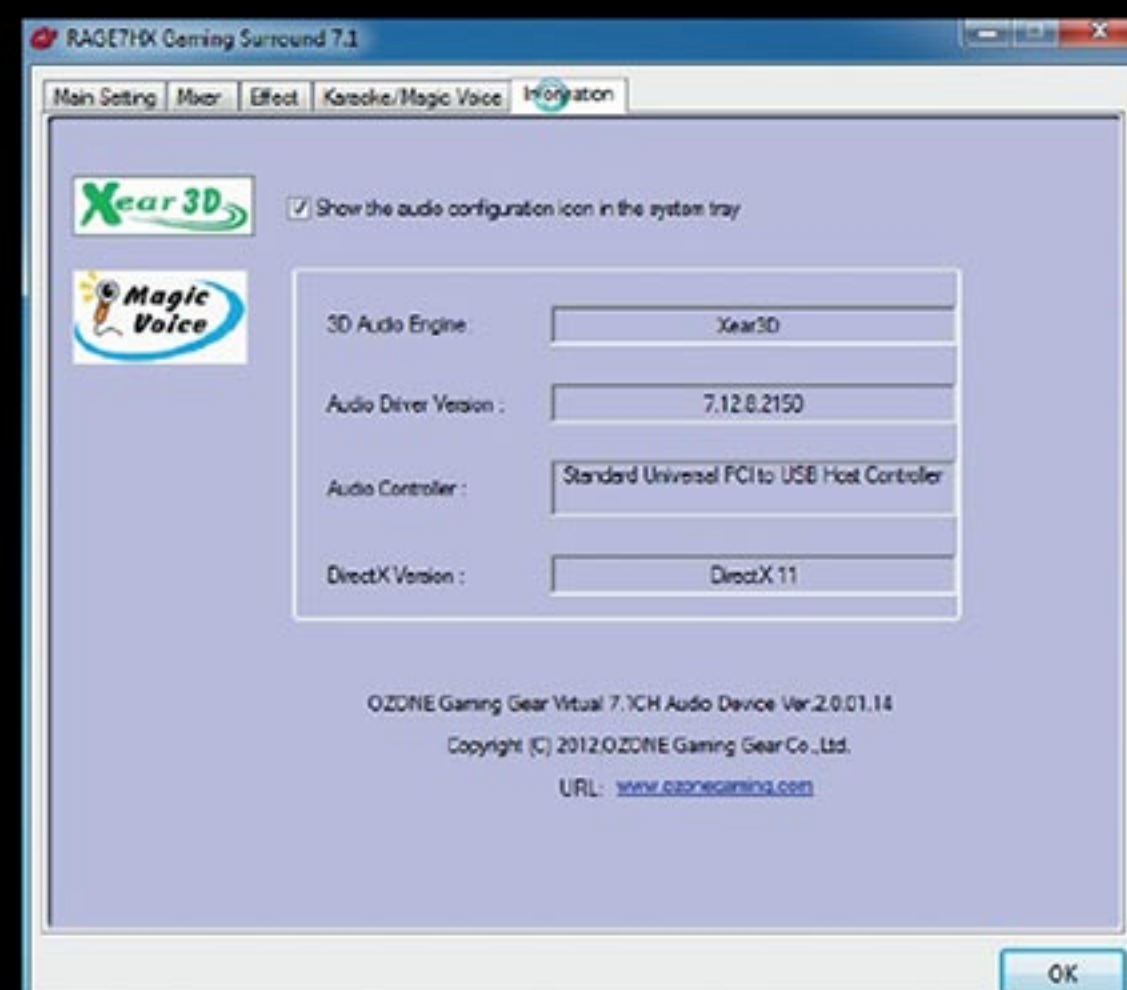 RAGE7HX Gaming Surround 7.1
Main Setting Mixer Effect Karaoke/Magic Voice Information
Xear 3D
Show the audio configuration icon in the system tray
Magic
Voice
3D Audio Engine Xear3D
Audio Driver Version : 7.12.8.2150
Audio Controller : Standard Universal PCI to USB Host Controller
DirectX Version : DirectX 11
OZONE Gaming Gear Virtual 7.1CH Audio Device Ver.2.0.01.14
Copyright (C) 2012.OZONE Gaming Gear Co., Ltd.
URL: www.ozonegaming.com
OK